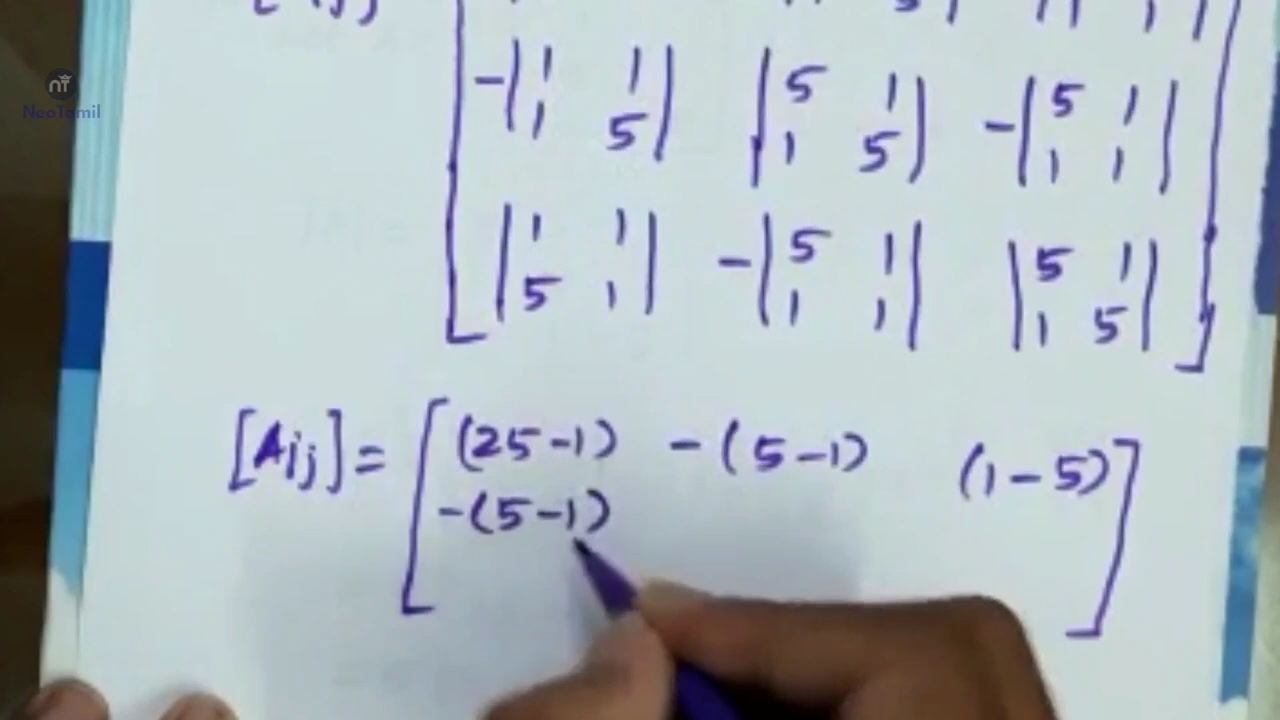 NeoTamil
-|1 1| |5 1| -|5 1|
|1 5| |1 5| |1 1|
|1 1| -|5 1| |5 1|
|5 1| |1 1| |1 5|
[Aij] = [(25-1) -(5-1) (1-5)]
-(5-1)